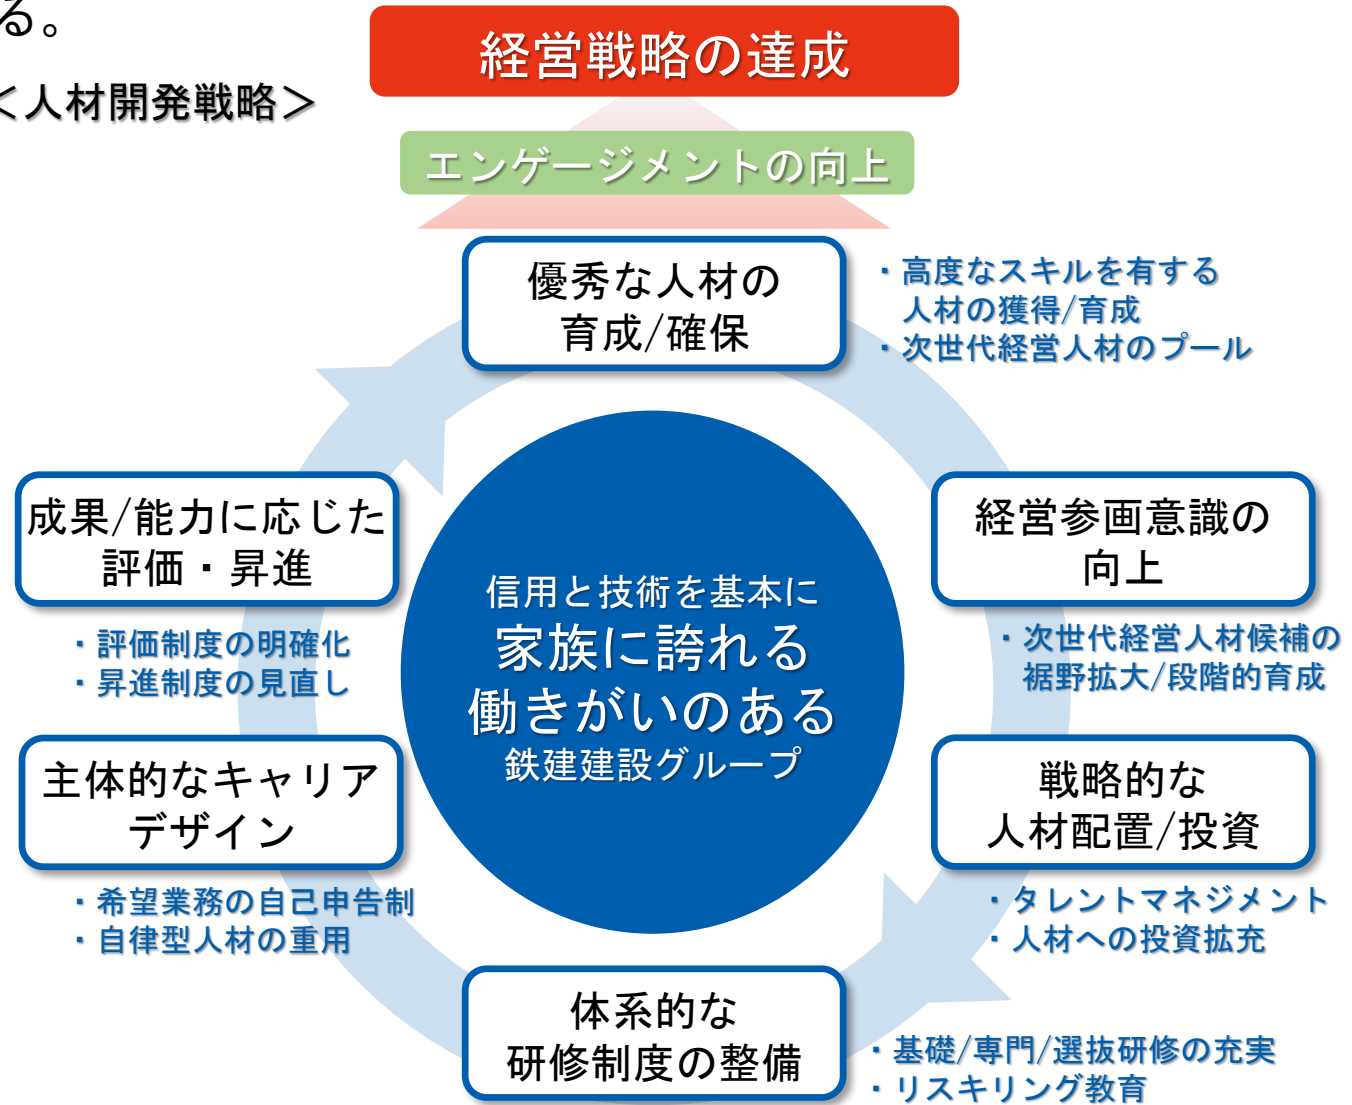 る。
経営戦略の達成
＜人材開発戦略＞
エンゲージメントの向上
優秀な人材の
育成/確保
・高度なスキルを有する
人材の獲得/育成
・次世代経営人材のプール
経営参画意識の
向上
・次世代経営人材候補の
裾野拡大/段階的育成
戦略的な
人材配置/投資
・タレントマネジメント
・人材への投資拡充
体系的な
研修制度の整備
・基礎/専門/選抜研修の充実
・リスキリング教育
主体的なキャリア
デザイン
・希望業務の自己申告制
・自律型人材の重用
成果/能力に応じた
評価・昇進
・評価制度の明確化
・昇進制度の見直し
信用と技術を基本に
家族に誇れる
働きがいのある
鉄建建設グループ